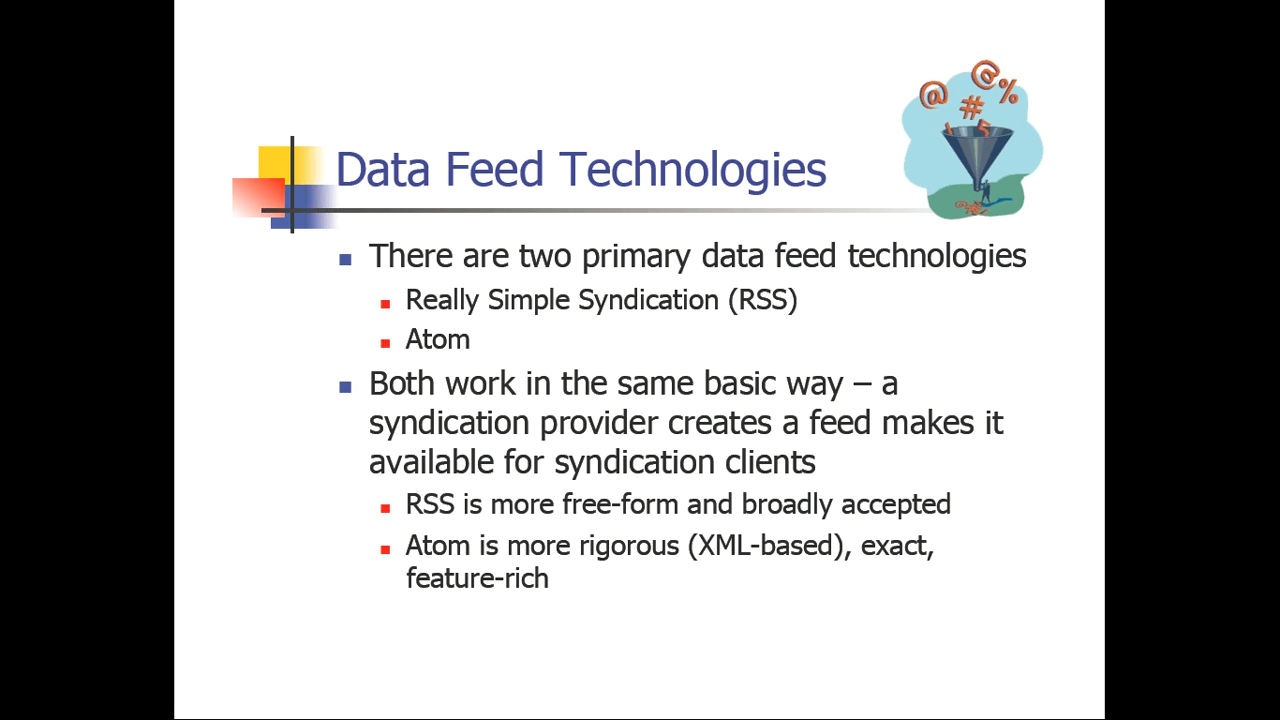 @ @ % # 5
Data Feed Technologies
There are two primary data feed technologies
Really Simple Syndication (RSS)
Atom
Both work in the same basic way – a
syndication provider creates a feed makes it
available for syndication clients
RSS is more free-form and broadly accepted
Atom is more rigorous (XML-based), exact,
feature-rich